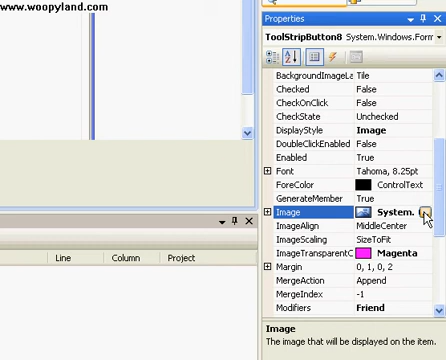 www.woopyland.com
Properties
ToolStripButton8 System.Windows.Form
BackgroundImageLa Tile
Checked False
CheckOnClick False
CheckState Unchecked
DisplayStyle Image
DoubleClickEnabled False
Enabled True
Font Tahoma, 8.25pt
ForeColor ControlText
GenerateMember True
Image System.
ImageAlign MiddleCenter
ImageScaling SizeToFit
ImageTransparentC Magenta
Margin 0, 1, 0, 2
MergeAction Append
MergeIndex -1
Modifiers Friend
Line Column Project
Image
The image that will be displayed on the item.